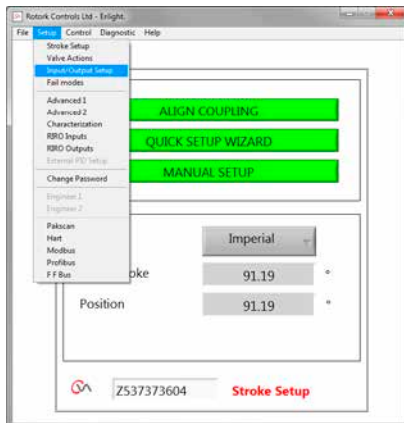 Rotork Controls Ltd - Enlight.
File Setup Control Diagnostic Help
Stroke Setup
Valve Actions
Input/Output Setup
Fail modes
Advanced 1
Advanced 2
Characterization
RIRO Inputs
RIRO Outputs
External PID Setup
Change Password
Engineer 1
Engineer 2
Pakscan
Hart
Modbus
Profibus
F F Bus
ALIGN COUPLING
QUICK SETUP WIZARD
MANUAL SETUP
Imperial
oke 91.19 °
Position 91.19 °
Z537373604 Stroke Setup